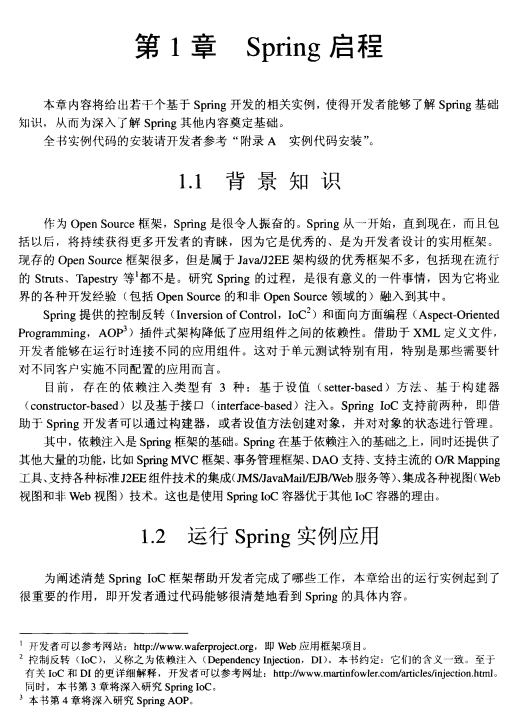 第 1 章 Spring 启程
本章内容将给出若干个基于 Spring 开发的相关实例，使得开发者能够了解 Spring 基础
知识，从而为深入了解 Spring 其他内容奠定基础。
全书实例代码的安装请开发者参考“附录 A 实例代码安装”。
1.1 背 景 知 识
作为 Open Source 框架，Spring 是很令人振奋的。Spring 从一开始，直到现在，而且包
括以后，将持续获得更多开发者的青睐，因为它是优秀的、是为开发者设计的实用框架。
现存的 Open Source 框架很多，但是属于 Java/J2EE 架构级的优秀框架不多，包括现在流行
的 Struts、Tapestry 等¹都不是。研究 Spring 的过程，是很有意义的一件事情，因为它将业
界的各种开发经验（包括 Open Source 的和非 Open Source 领域的）融入到其中。
Spring 提供的控制反转（Inversion of Control，IoC²）和面向方面编程（Aspect-Oriented
Programming，AOP³）插件式架构降低了应用组件之间的依赖性。借助于 XML 定义文件，
开发者能够在运行时连接不同的应用组件。这对于单元测试特别有用，特别是那些需要针
对不同客户实施不同配置的应用而言。
目前，存在的依赖注入类型有 3 种：基于设值（setter-based）方法、基于构建器
（constructor-based）以及基于接口（interface-based）注入。Spring IoC 支持前两种，即借
助于 Spring 开发者可以通过构建器，或者设值方法创建对象，并对对象的状态进行管理。
其中，依赖注入是 Spring 框架的基础。Spring 在基于依赖注入的基础之上，同时还提供了
其他大量的功能，比如 Spring MVC 框架、事务管理框架、DAO 支持、支持主流的 O/R Mapping
工具、支持各种标准 J2EE 组件技术的集成（JMS/JavaMail/EJB/Web 服务等）、集成各种视图（Web
视图和非 Web 视图）技术。这也是使用 Spring IoC 容器优于其他 IoC 容器的理由。
1.2 运行 Spring 实例应用
为阐述清楚 Spring IoC 框架帮助开发者完成了哪些工作，本章给出的运行实例起到了
很重要的作用，即开发者通过代码能够很清楚地看到 Spring 的具体内容。
¹ 开发者可以参考网站：http://www.waferproject.org，即 Web 应用框架项目。
² 控制反转（IoC），又称之为依赖注入（Dependency Injection，DI）。本书约定：它们的含义一致。至于
有关 IoC 和 DI 的更详细解释，开发者可以参考网址：http://www.martinfowler.com/articles/injection.html。
同时，本书第 3 章将深入研究 Spring IoC。
³ 本书第 4 章将深入研究 Spring AOP。